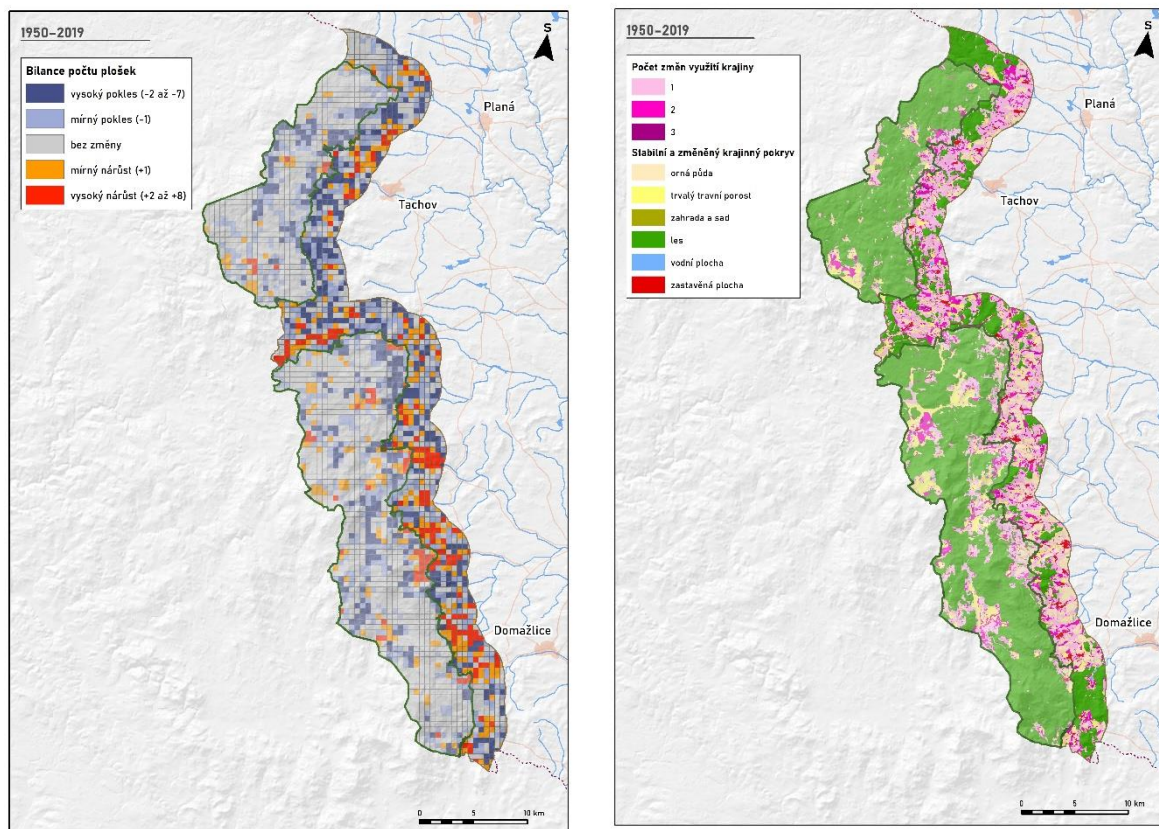 1950–2019
Bilance počtu plošek
vysoký pokles (-2 až -7)
mírný pokles (-1)
bez změny
mírný nárůst (+1)
vysoký nárůst (+2 až +8)
S
Planá
Tachov
Domažlice
0 5 10 km
1950–2019
Počet změn využití krajiny
1
2
3
Stabilní a změněný krajinný pokryv
orná půda
trvalý travní porost
zahrada a sad
les
vodní plocha
zastavěná plocha
S
Planá
Tachov
Domažlice
0 5 10 km